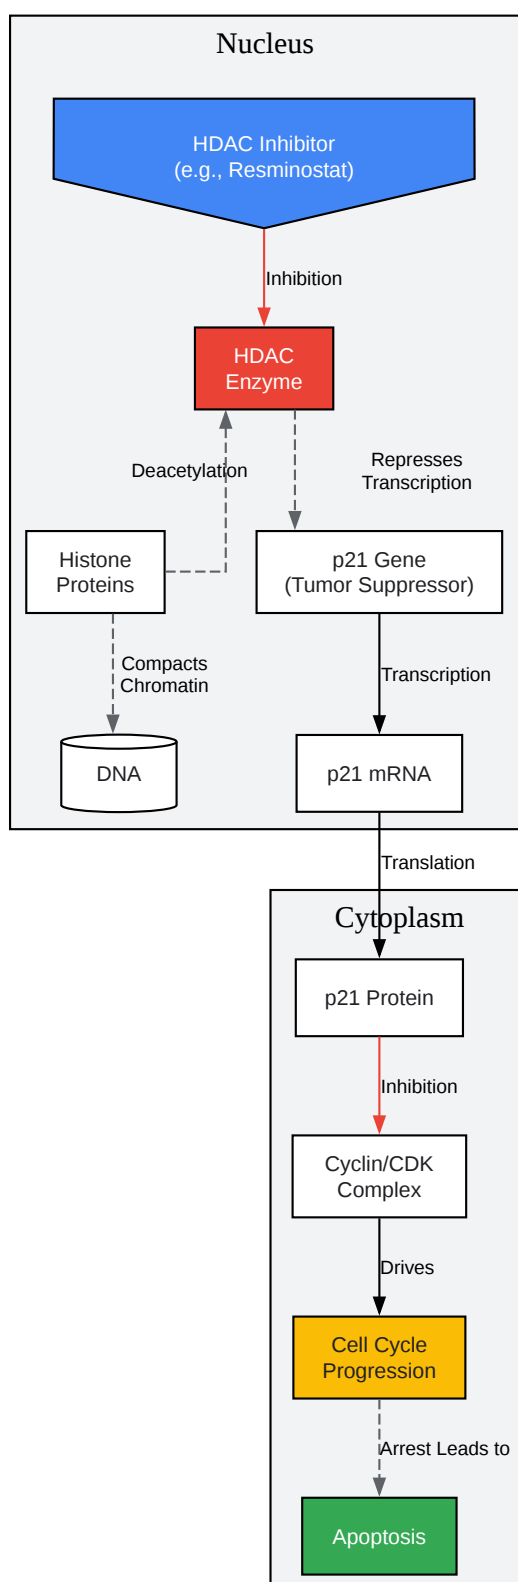 Nucleus
HDAC Inhibitor
(e.g., Resminostat)
Inhibition
HDAC
Enzyme
Deacetylation
Represses
Transcription
Histone
Proteins
p21 Gene
(Tumor Suppressor)
Compacts
Chromatin
Transcription
DNA
p21 mRNA
Translation
Cytoplasm
p21 Protein
Inhibition
Cyclin/CDK
Complex
Drives
Cell Cycle
Progression
Arrest Leads to
Apoptosis